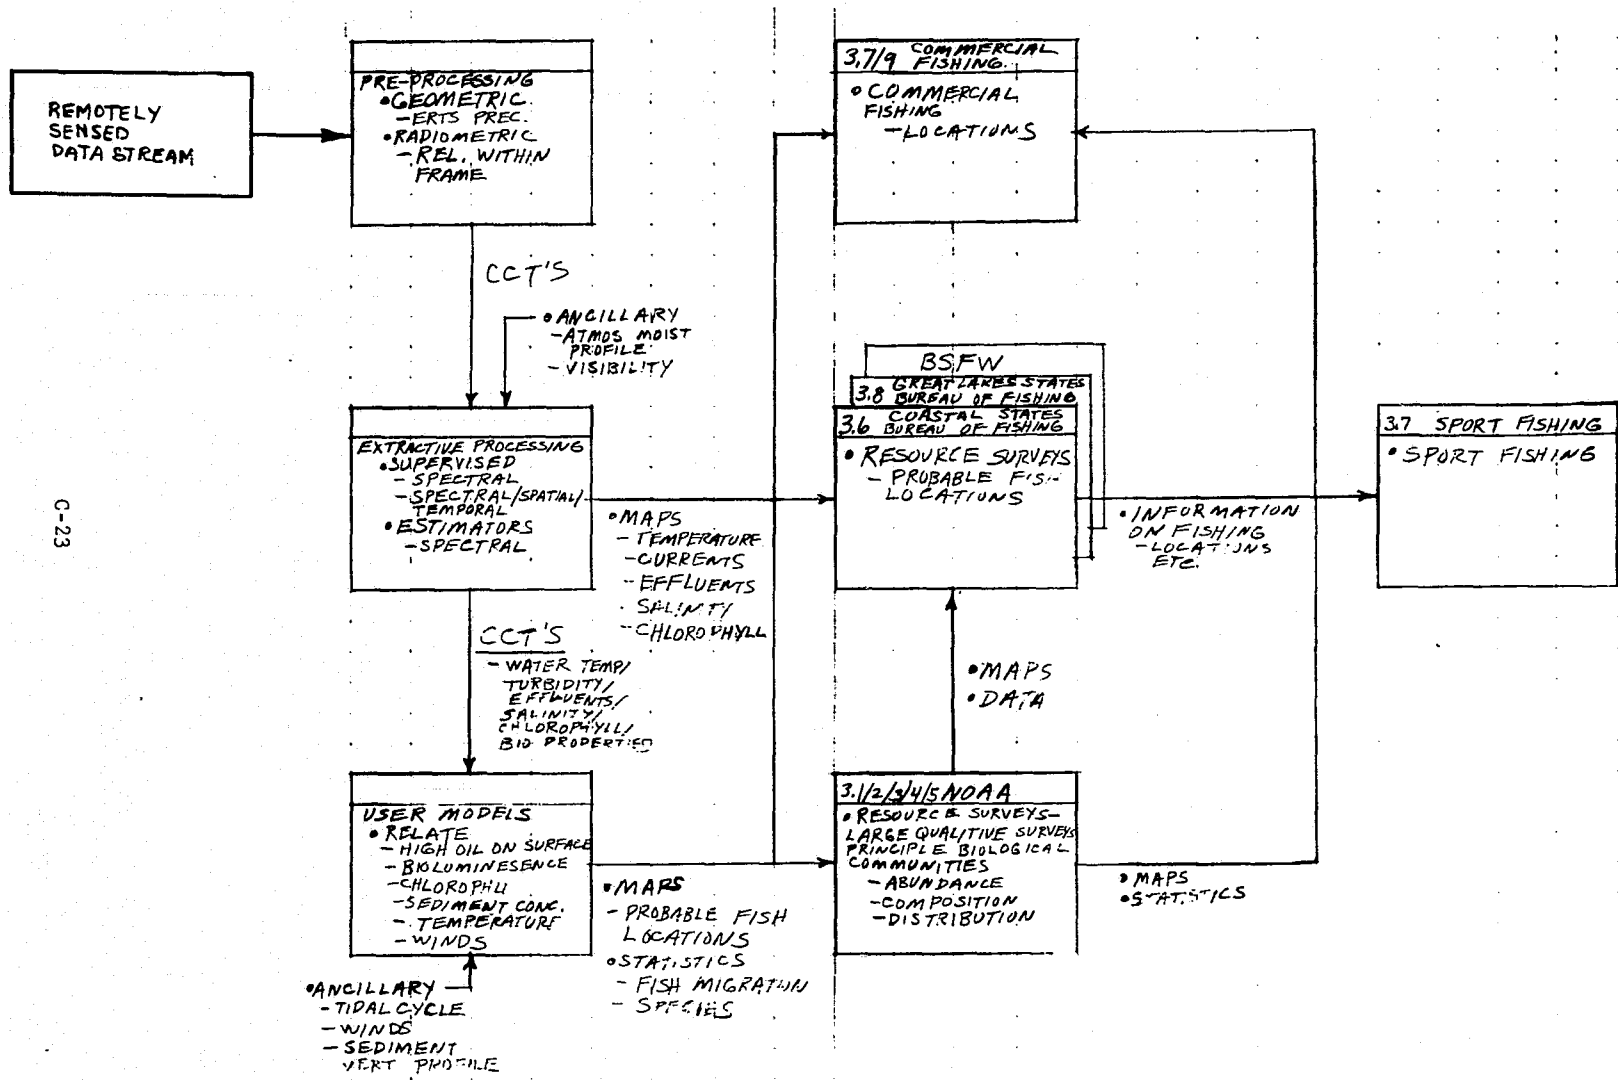 REMOTELY
SENSED
DATA STREAM
PRE-PROCESSING
•GEOMETRIC.
-ERTS PREC.
•RADIOMETRIC
-REL. WITHIN
FRAME
CCT'S
•ANCILLARY
-ATMOS MOIST
PROFILE
-VISIBILITY
EXTRACTIVE PROCESSING
•SUPERVISED
-SPECTRAL
-SPECTRAL/SPATIAL/
TEMPORAL
•ESTIMATORS
-SPECTRAL
•MAPS
-TEMPERATURE
-CURRENTS
-EFFLUENTS
SALINITY
-CHLOROPHYLL
CCT'S
-WATER TEMP/
TURBIDITY/
EFFLUENTS/
SALINITY/
CHLOROPHYLL/
BIO PROPERTIES
USER MODELS
•RELATE
-HIGH OIL ON SURFACE
-BIOLUMINESENCE
-CHLOROPHLL
-SEDIMENT CONC.
-TEMPERATURE
-WINDS
•ANCILLARY
-TIDAL CYCLE
-WINDS
-SEDIMENT
VERT PROFILE
•MAPS
-PROBABLE FISH
LOCATIONS
•STATISTICS
-FISH MIGRATION
-SPECIES
3.7/9 COMMERCIAL
FISHING.
•COMMERCIAL
FISHING
-LOCATIONS
BSFW
3.8 GREAT LAKES STATES
BUREAU OF FISHING
3.6 COASTAL STATES
BUREAU OF FISHING
•RESOURCE SURVEYS
-PROBABLE FIS-
LOCATIONS
•INFORMATION
ON FISHING
-LOCATIONS
ETC.
•MAPS
•DATA
3.1/2/3/4/5 NOAA
•RESOURCE SURVEYS-
LARGE QUALITIVE SURVEYS
PRINCIPLE BIOLOGICAL
COMMUNITIES
-ABUNDANCE
-COMPOSITION
-DISTRIBUTION
•MAPS
•STATISTICS
3.7 SPORT FISHING
•SPORT FISHING
C-23